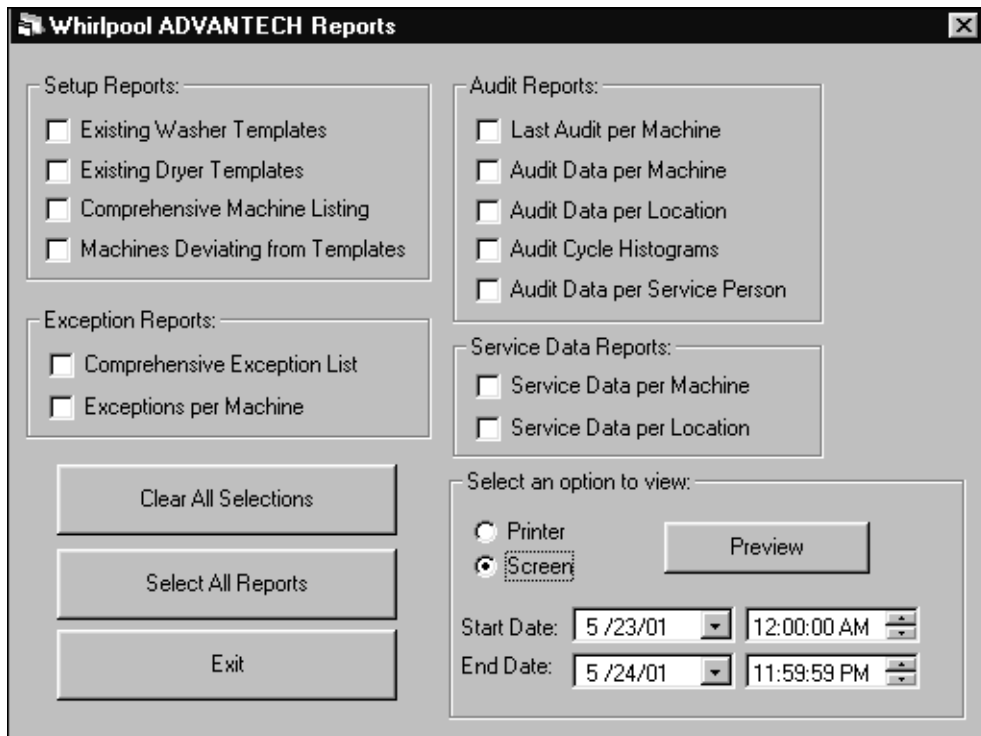 Whirlpool ADVANTECH Reports
Setup Reports:
Existing Washer Templates
Existing Dryer Templates
Comprehensive Machine Listing
Machines Deviating from Templates
Exception Reports:
Comprehensive Exception List
Exceptions per Machine
Clear All Selections
Select All Reports
Exit
Audit Reports:
Last Audit per Machine
Audit Data per Machine
Audit Data per Location
Audit Cycle Histograms
Audit Data per Service Person
Service Data Reports:
Service Data per Machine
Service Data per Location
Select an option to view:
Printer
Screen
Preview
Start Date: 5 /23/01 12:00:00 AM
End Date: 5 /24/01 11:59:59 PM